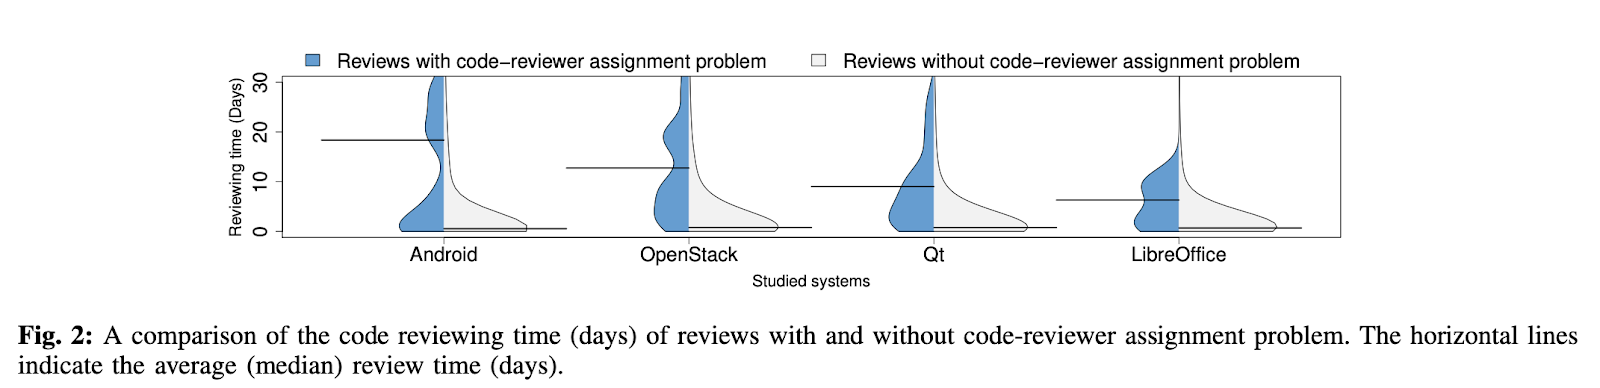 Reviews with code−reviewer assignment problem Reviews without code−reviewer assignment problem
Reviewing time (Days)
30
20
10
0
Android OpenStack Qt LibreOffice
Studied systems
Fig. 2: A comparison of the code reviewing time (days) of reviews with and without code-reviewer assignment problem. The horizontal lines
indicate the average (median) review time (days).